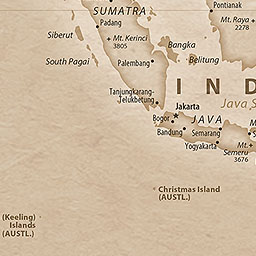 SUMATRA
Padang
Siberut
Mt. Kerinci
3805
South Pagai
Palembang
Bangka
Belitung
Pontianak
Mt. Raya
2278
IND
Java S
Tanjungkarang-
Telukbetung
Jakarta
Bogor
JAVA
Bandung
Semarang
Yogyakarta
Mt.
Semeru
3676
Christmas Island
(AUSTL.)
(Keeling)
Islands
(AUSTL.)